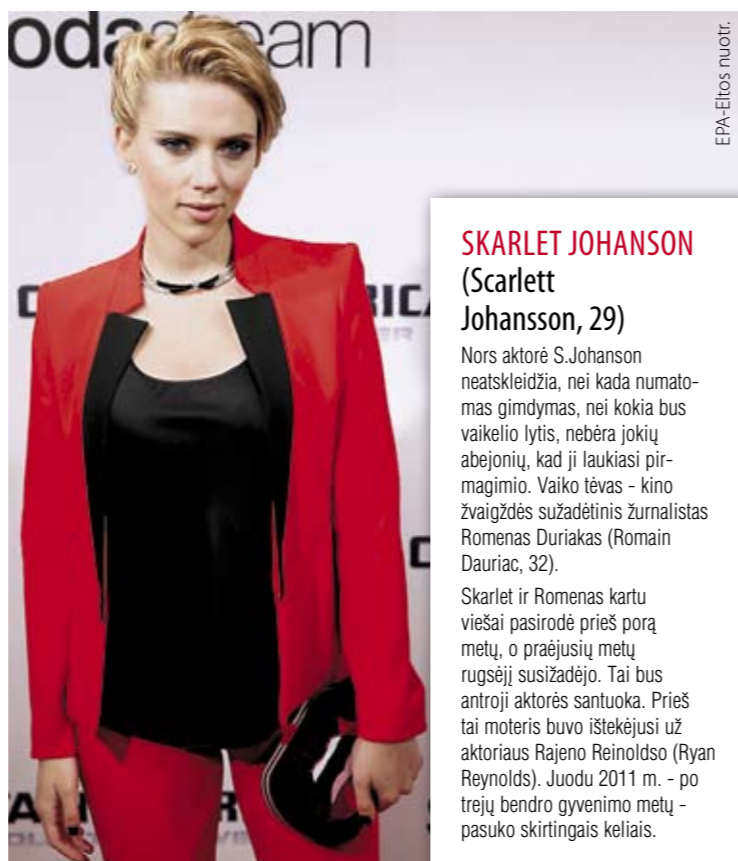 odastream
EPA-Eltos nuotr.
SKARLET JOHANSON
(Scarlett
Johansson, 29)
Nors aktorė S.Johanson
neatskleidžia, nei kada numato-
mas gimdymas, nei kokia bus
vaikelio lytis, nebėra jokių
abejonių, kad ji laukiasi pir-
magimio. Vaiko tėvas - kino
žvaigždės sužadėtinis žurnalistas
Romenas Duriakas (Romain
Dauriac, 32).
Skarlet ir Romenas kartu
viešai pasirodė prieš porą
metų, o praėjusių metų
rugsėjį susižadėjo. Tai bus
antroji aktorės santuoka. Prieš
tai moteris buvo ištekėjusi už
aktoriaus Rajeno Reinoldso (Ryan
Reynolds). Juodu 2011 m. - po
trejų bendro gyvenimo metų -
pasuko skirtingais keliais.